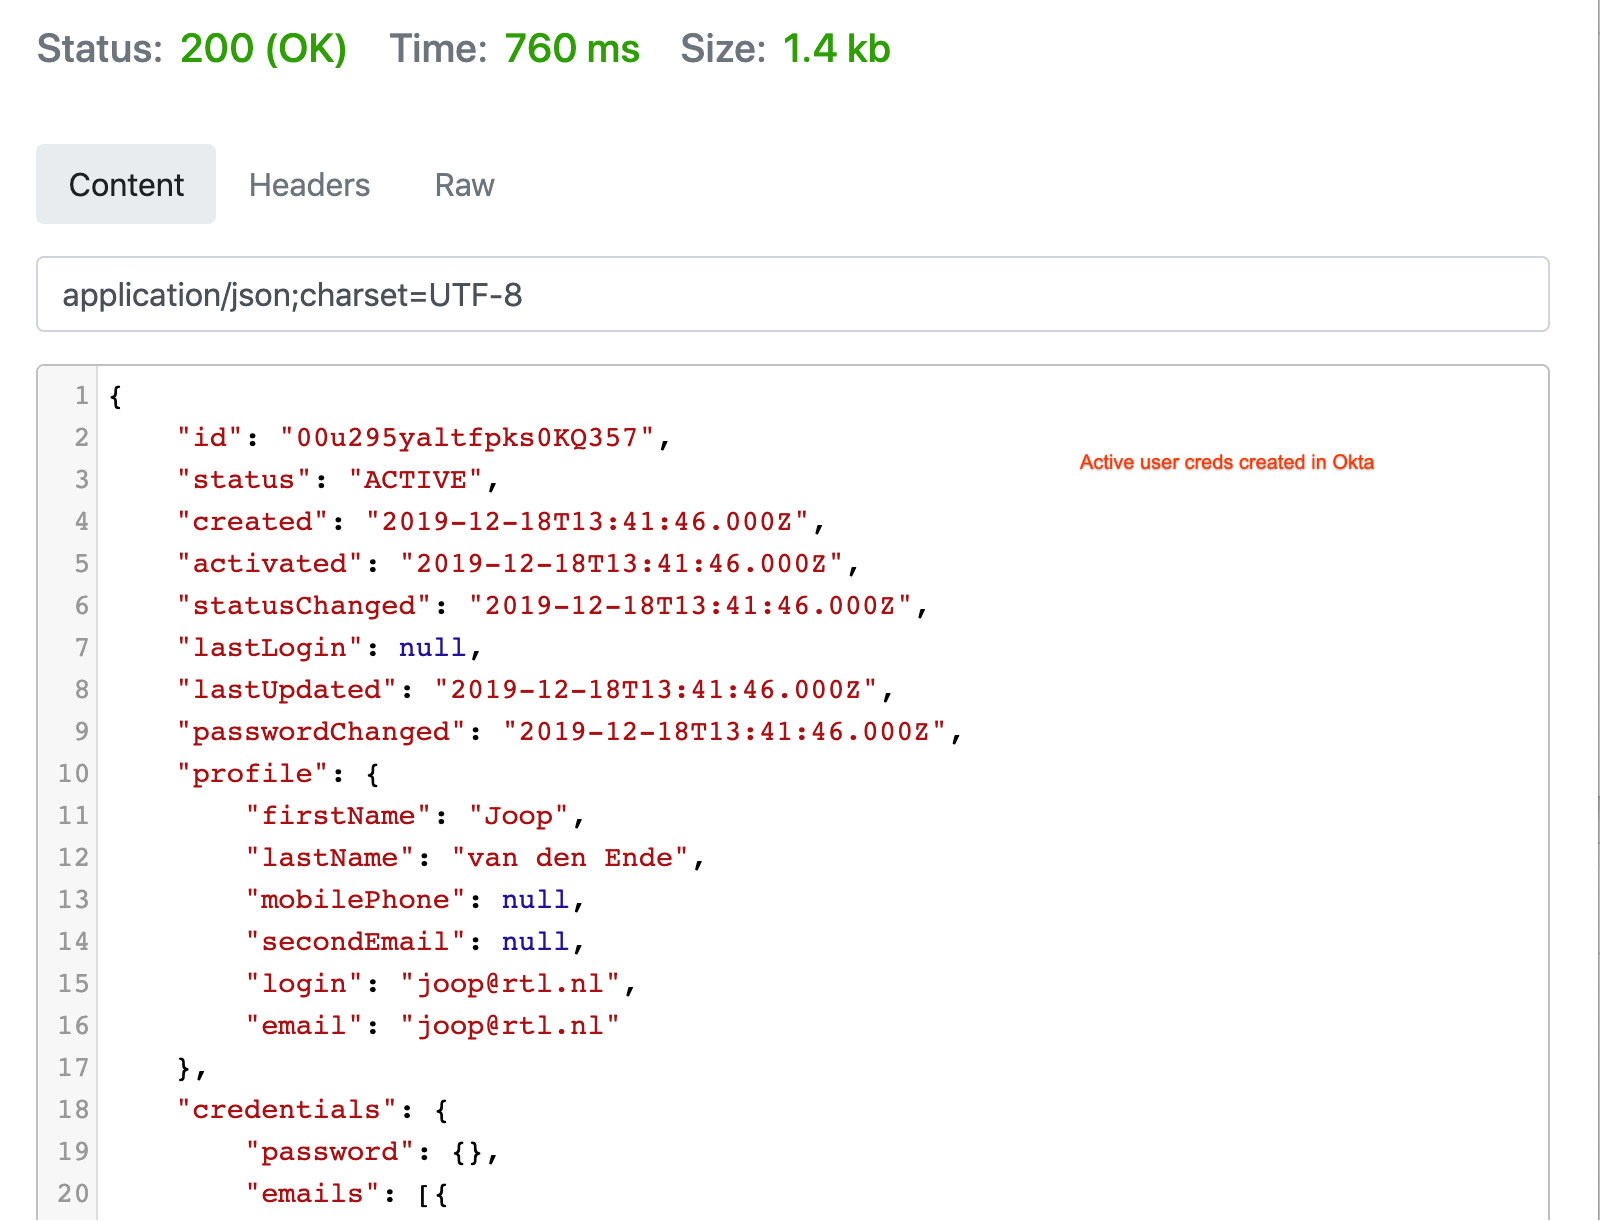 Status: 200 (OK) Time: 760 ms Size: 1.4 kb
Content Headers Raw
application/json;charset=UTF-8
1 {
2 "id": "00u295yaltfpks0KQ357",
Active user creds created in Okta
3 "status": "ACTIVE",
4 "created": "2019-12-18T13:41:46.000Z",
5 "activated": "2019-12-18T13:41:46.000Z",
6 "statusChanged": "2019-12-18T13:41:46.000Z",
7 "lastLogin": null,
8 "lastUpdated": "2019-12-18T13:41:46.000Z",
9 "passwordChanged": "2019-12-18T13:41:46.000Z",
10 "profile": {
11 "firstName": "Joop",
12 "lastName": "van den Ende",
13 "mobilePhone": null,
14 "secondEmail": null,
15 "login": "joop@rtl.nl",
16 "email": "joop@rtl.nl"
17 },
18 "credentials": {
19 "password": {},
20 "emails": [{